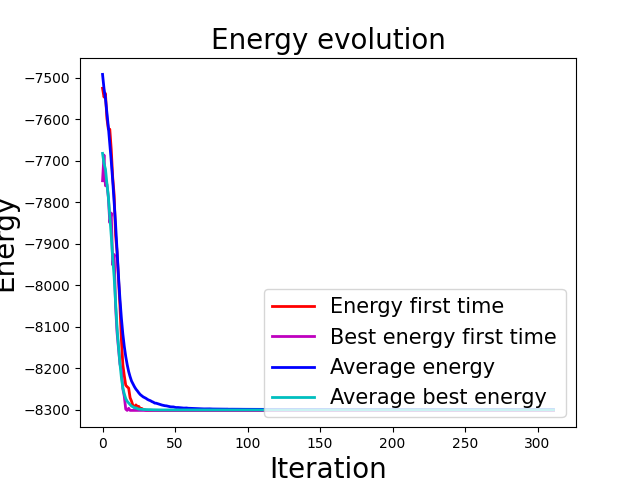 Energy evolution
Energy
−7500
−7600
−7700
−7800
−7900
−8000
−8100
−8200
−8300
Energy first time
Best energy first time
Average energy
Average best energy
0 50 100 150 200 250 300
Iteration